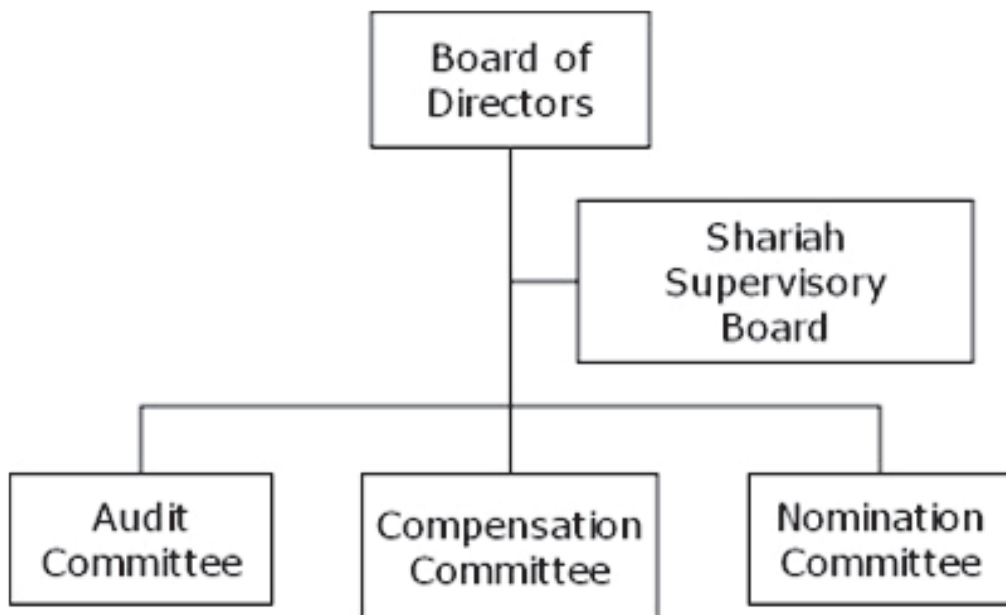 Board of
Directors
Shariah
Supervisory
Board
Audit
Committee
Compensation
Committee
Nomination
Committee